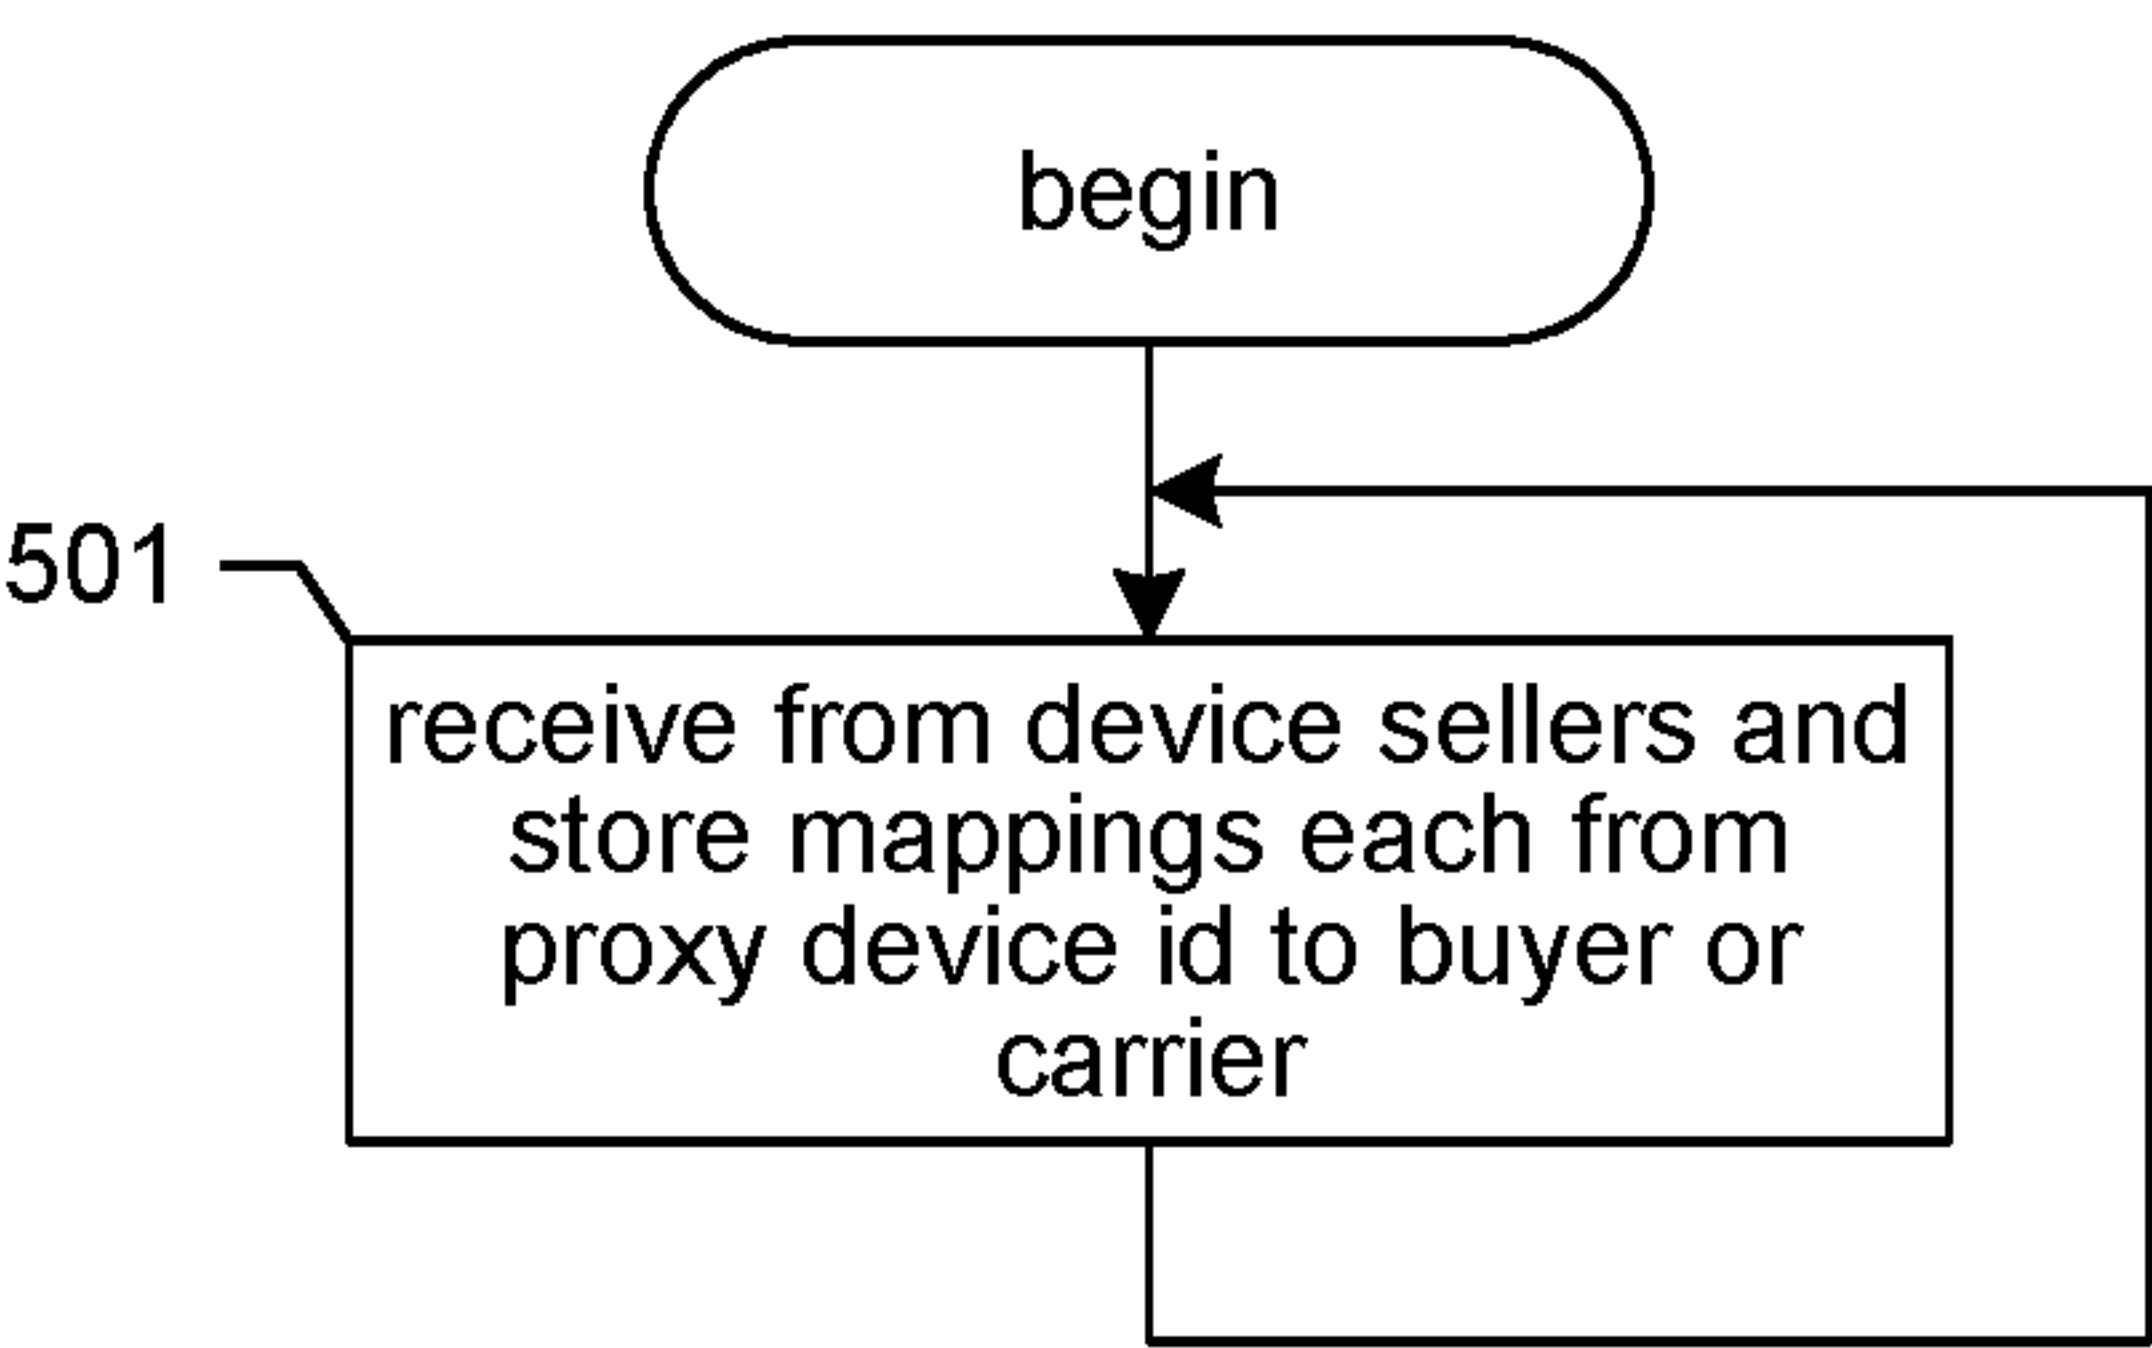 begin
501
receive from device sellers and
store mappings each from
proxy device id to buyer or
carrier